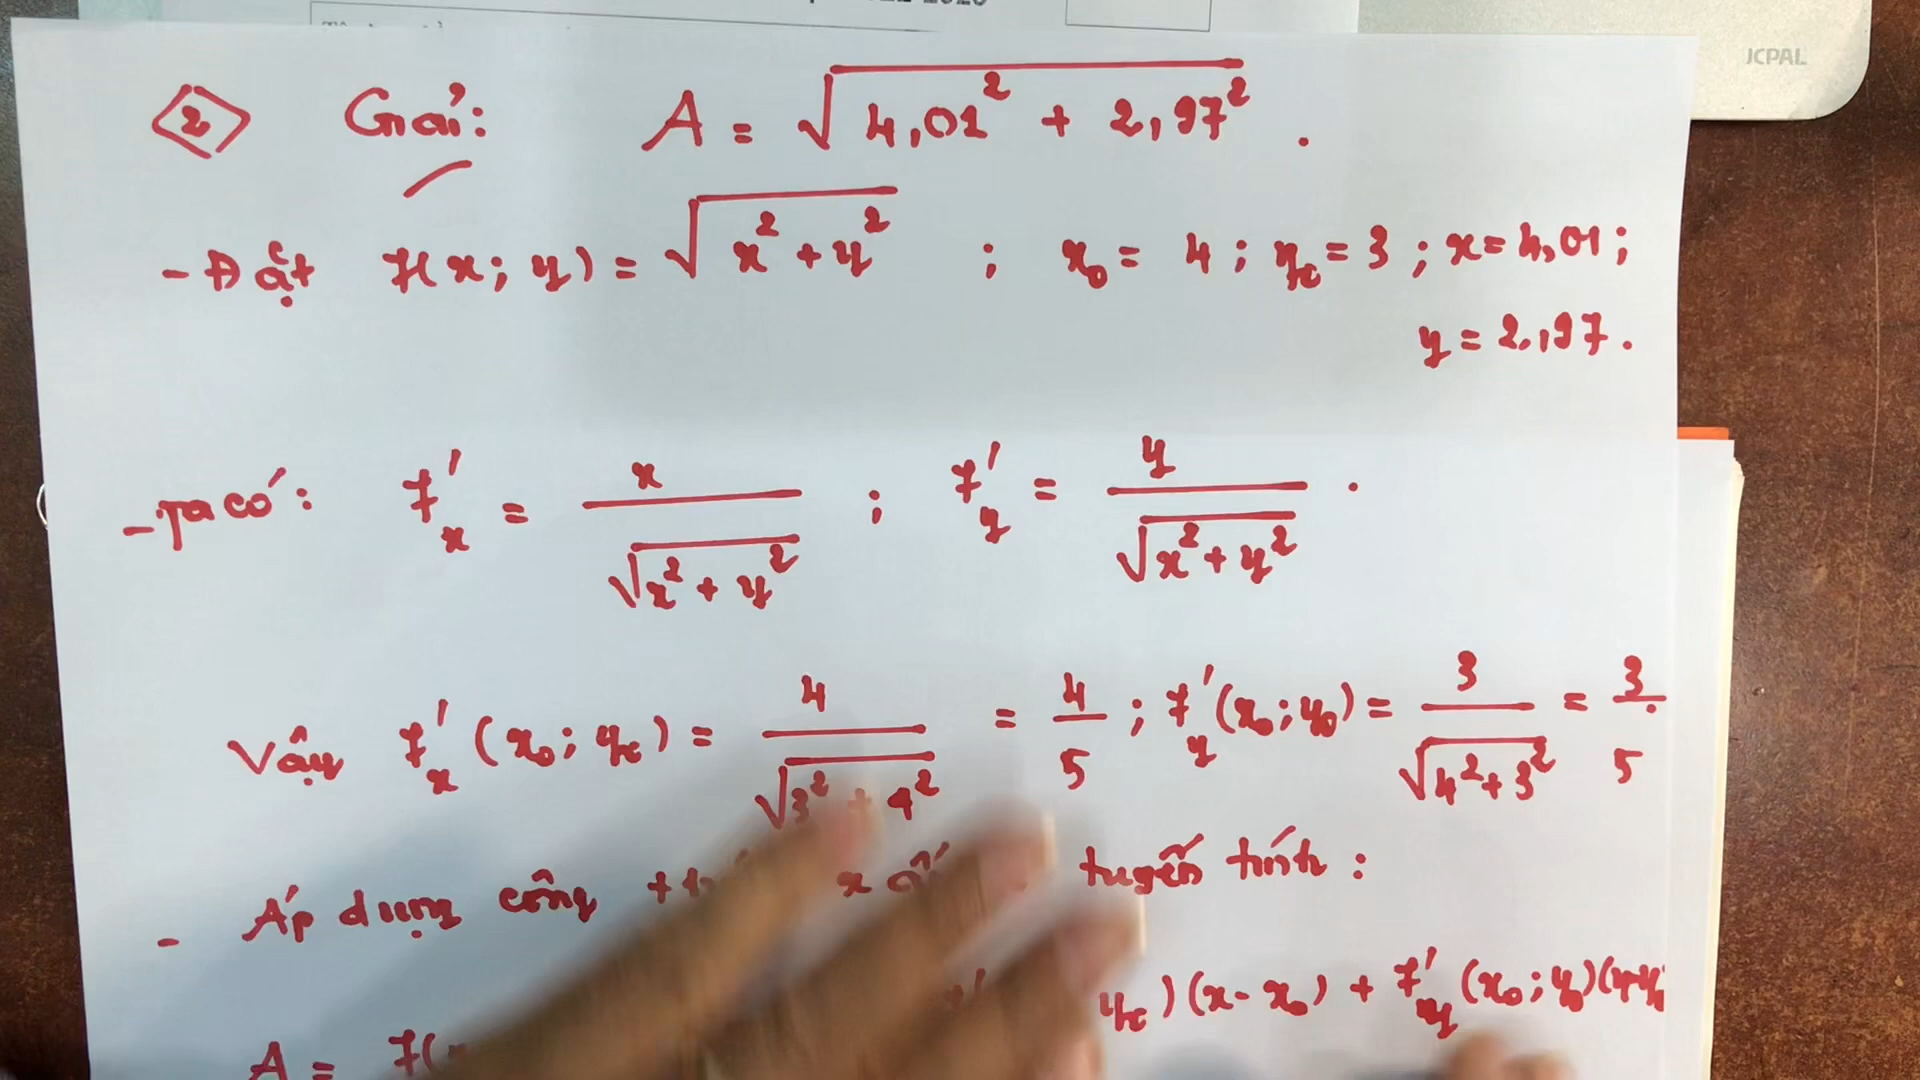 JCPAL
2 Giải: A = √(4,01² + 2,97²) .
- Đặt f(x; y) = √(x² + y²) ; x₀ = 4 ; y₀ = 3 ; x = 4,01 ;
y = 2,97 .
- Ta có: f'ₓ = x / √(x² + y²) ; f'y = y / √(x² + y²) .
Vậy f'ₓ(x₀; y₀) = 4 / √(3² + 4²) = 4/5 ; f'y(x₀; y₀) = 3 / √(4² + 3²) = 3/5 .
- Áp dụng công tuyến tính :
y₀)(x - x₀) + f'y(x₀; y₀)(y - y₀
A = f(